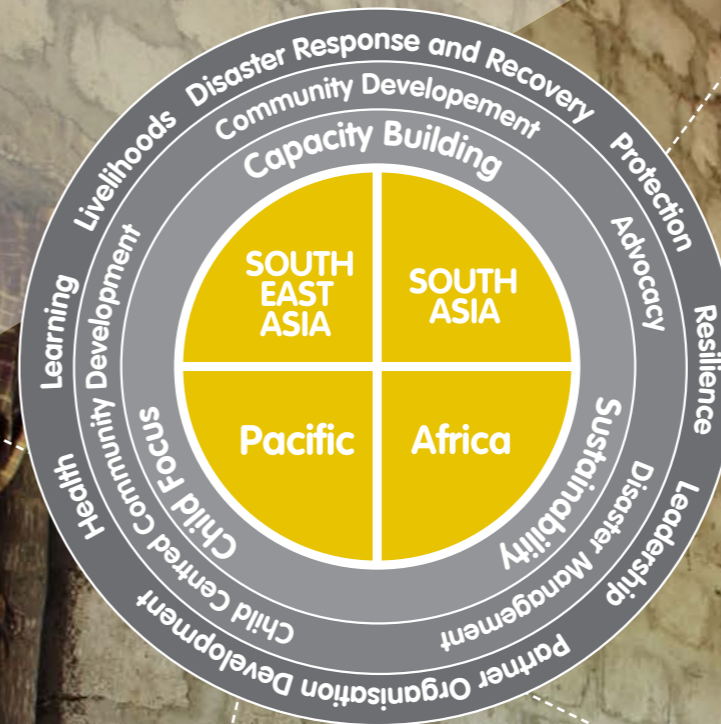 Disaster Response and Recovery
Protection
Resilience
Leadership
Partner Organisation Development
Health
Learning
Livelihoods
Community Developement
Advocacy
Disaster Management
Child Centred Community Development
Capacity Building
Sustainability
Child Focus
SOUTH
EAST
ASIA
SOUTH
ASIA
Pacific
Africa